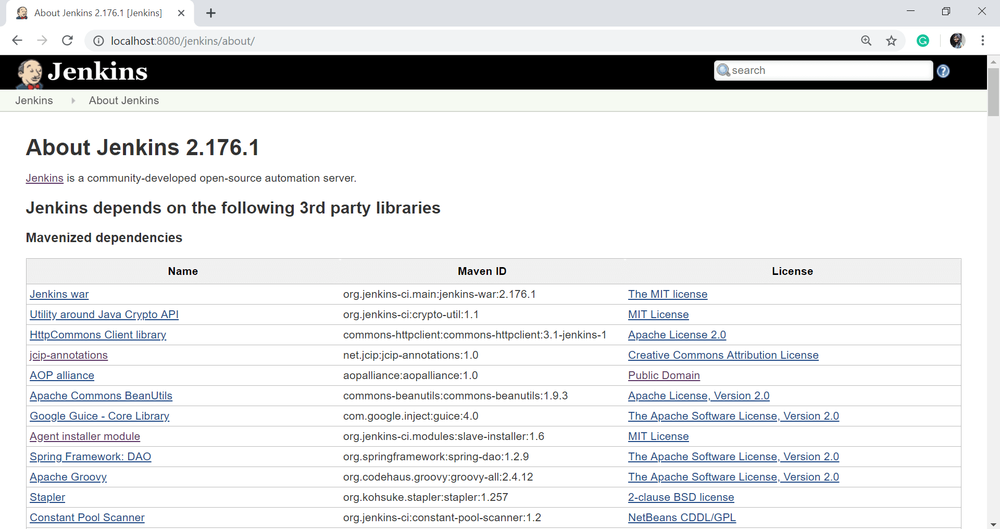 About Jenkins 2.176.1 [Jenkins]
localhost:8080/jenkins/about/
Jenkins
search
Jenkins About Jenkins
About Jenkins 2.176.1
Jenkins is a community-developed open-source automation server.
Jenkins depends on the following 3rd party libraries
Mavenized dependencies
Name Maven ID License
Jenkins war org.jenkins-ci.main:jenkins-war:2.176.1 The MIT license
Utility around Java Crypto API org.jenkins-ci:crypto-util:1.1 MIT License
HttpCommons Client library commons-httpclient:commons-httpclient:3.1-jenkins-1 Apache License 2.0
jcip-annotations net.jcip:jcip-annotations:1.0 Creative Commons Attribution License
AOP alliance aopalliance:aopalliance:1.0 Public Domain
Apache Commons BeanUtils commons-beanutils:commons-beanutils:1.9.3 Apache License, Version 2.0
Google Guice - Core Library com.google.inject:guice:4.0 The Apache Software License, Version 2.0
Agent installer module org.jenkins-ci.modules:slave-installer:1.6 MIT License
Spring Framework: DAO org.springframework:spring-dao:1.2.9 The Apache Software License, Version 2.0
Apache Groovy org.codehaus.groovy:groovy-all:2.4.12 The Apache Software License, Version 2.0
Stapler org.kohsuke.stapler:stapler:1.257 2-clause BSD license
Constant Pool Scanner org.jenkins-ci:constant-pool-scanner:1.2 NetBeans CDDL/GPL